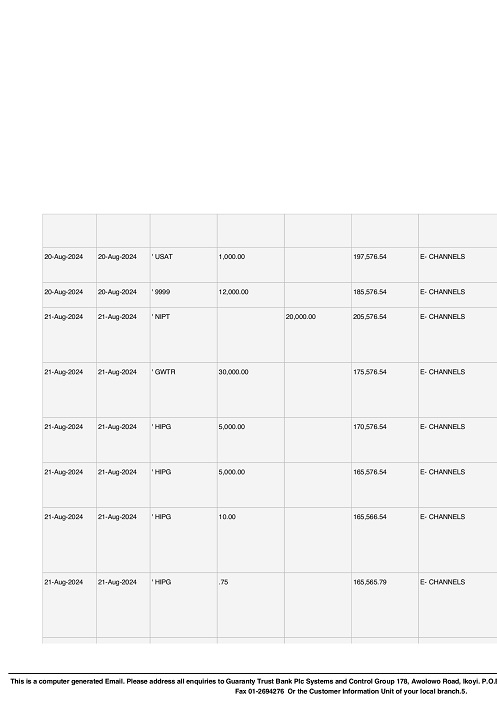 20-Aug-2024 20-Aug-2024 ' USAT 1,000.00 197,576.54 E- CHANNELS
20-Aug-2024 20-Aug-2024 ' 9999 12,000.00 185,576.54 E- CHANNELS
21-Aug-2024 21-Aug-2024 ' NIPT 20,000.00 205,576.54 E- CHANNELS
21-Aug-2024 21-Aug-2024 ' GWTR 30,000.00 175,576.54 E- CHANNELS
21-Aug-2024 21-Aug-2024 ' HIPG 5,000.00 170,576.54 E- CHANNELS
21-Aug-2024 21-Aug-2024 ' HIPG 5,000.00 165,576.54 E- CHANNELS
21-Aug-2024 21-Aug-2024 ' HIPG 10.00 165,566.54 E- CHANNELS
21-Aug-2024 21-Aug-2024 ' HIPG .75 165,565.79 E- CHANNELS
This is a computer generated Email. Please address all enquiries to Guaranty Trust Bank Plc Systems and Control Group 178, Awolowo Road, Ikoyi. P.O.
Fax 01-2694276 Or the Customer Information Unit of your local branch.5.